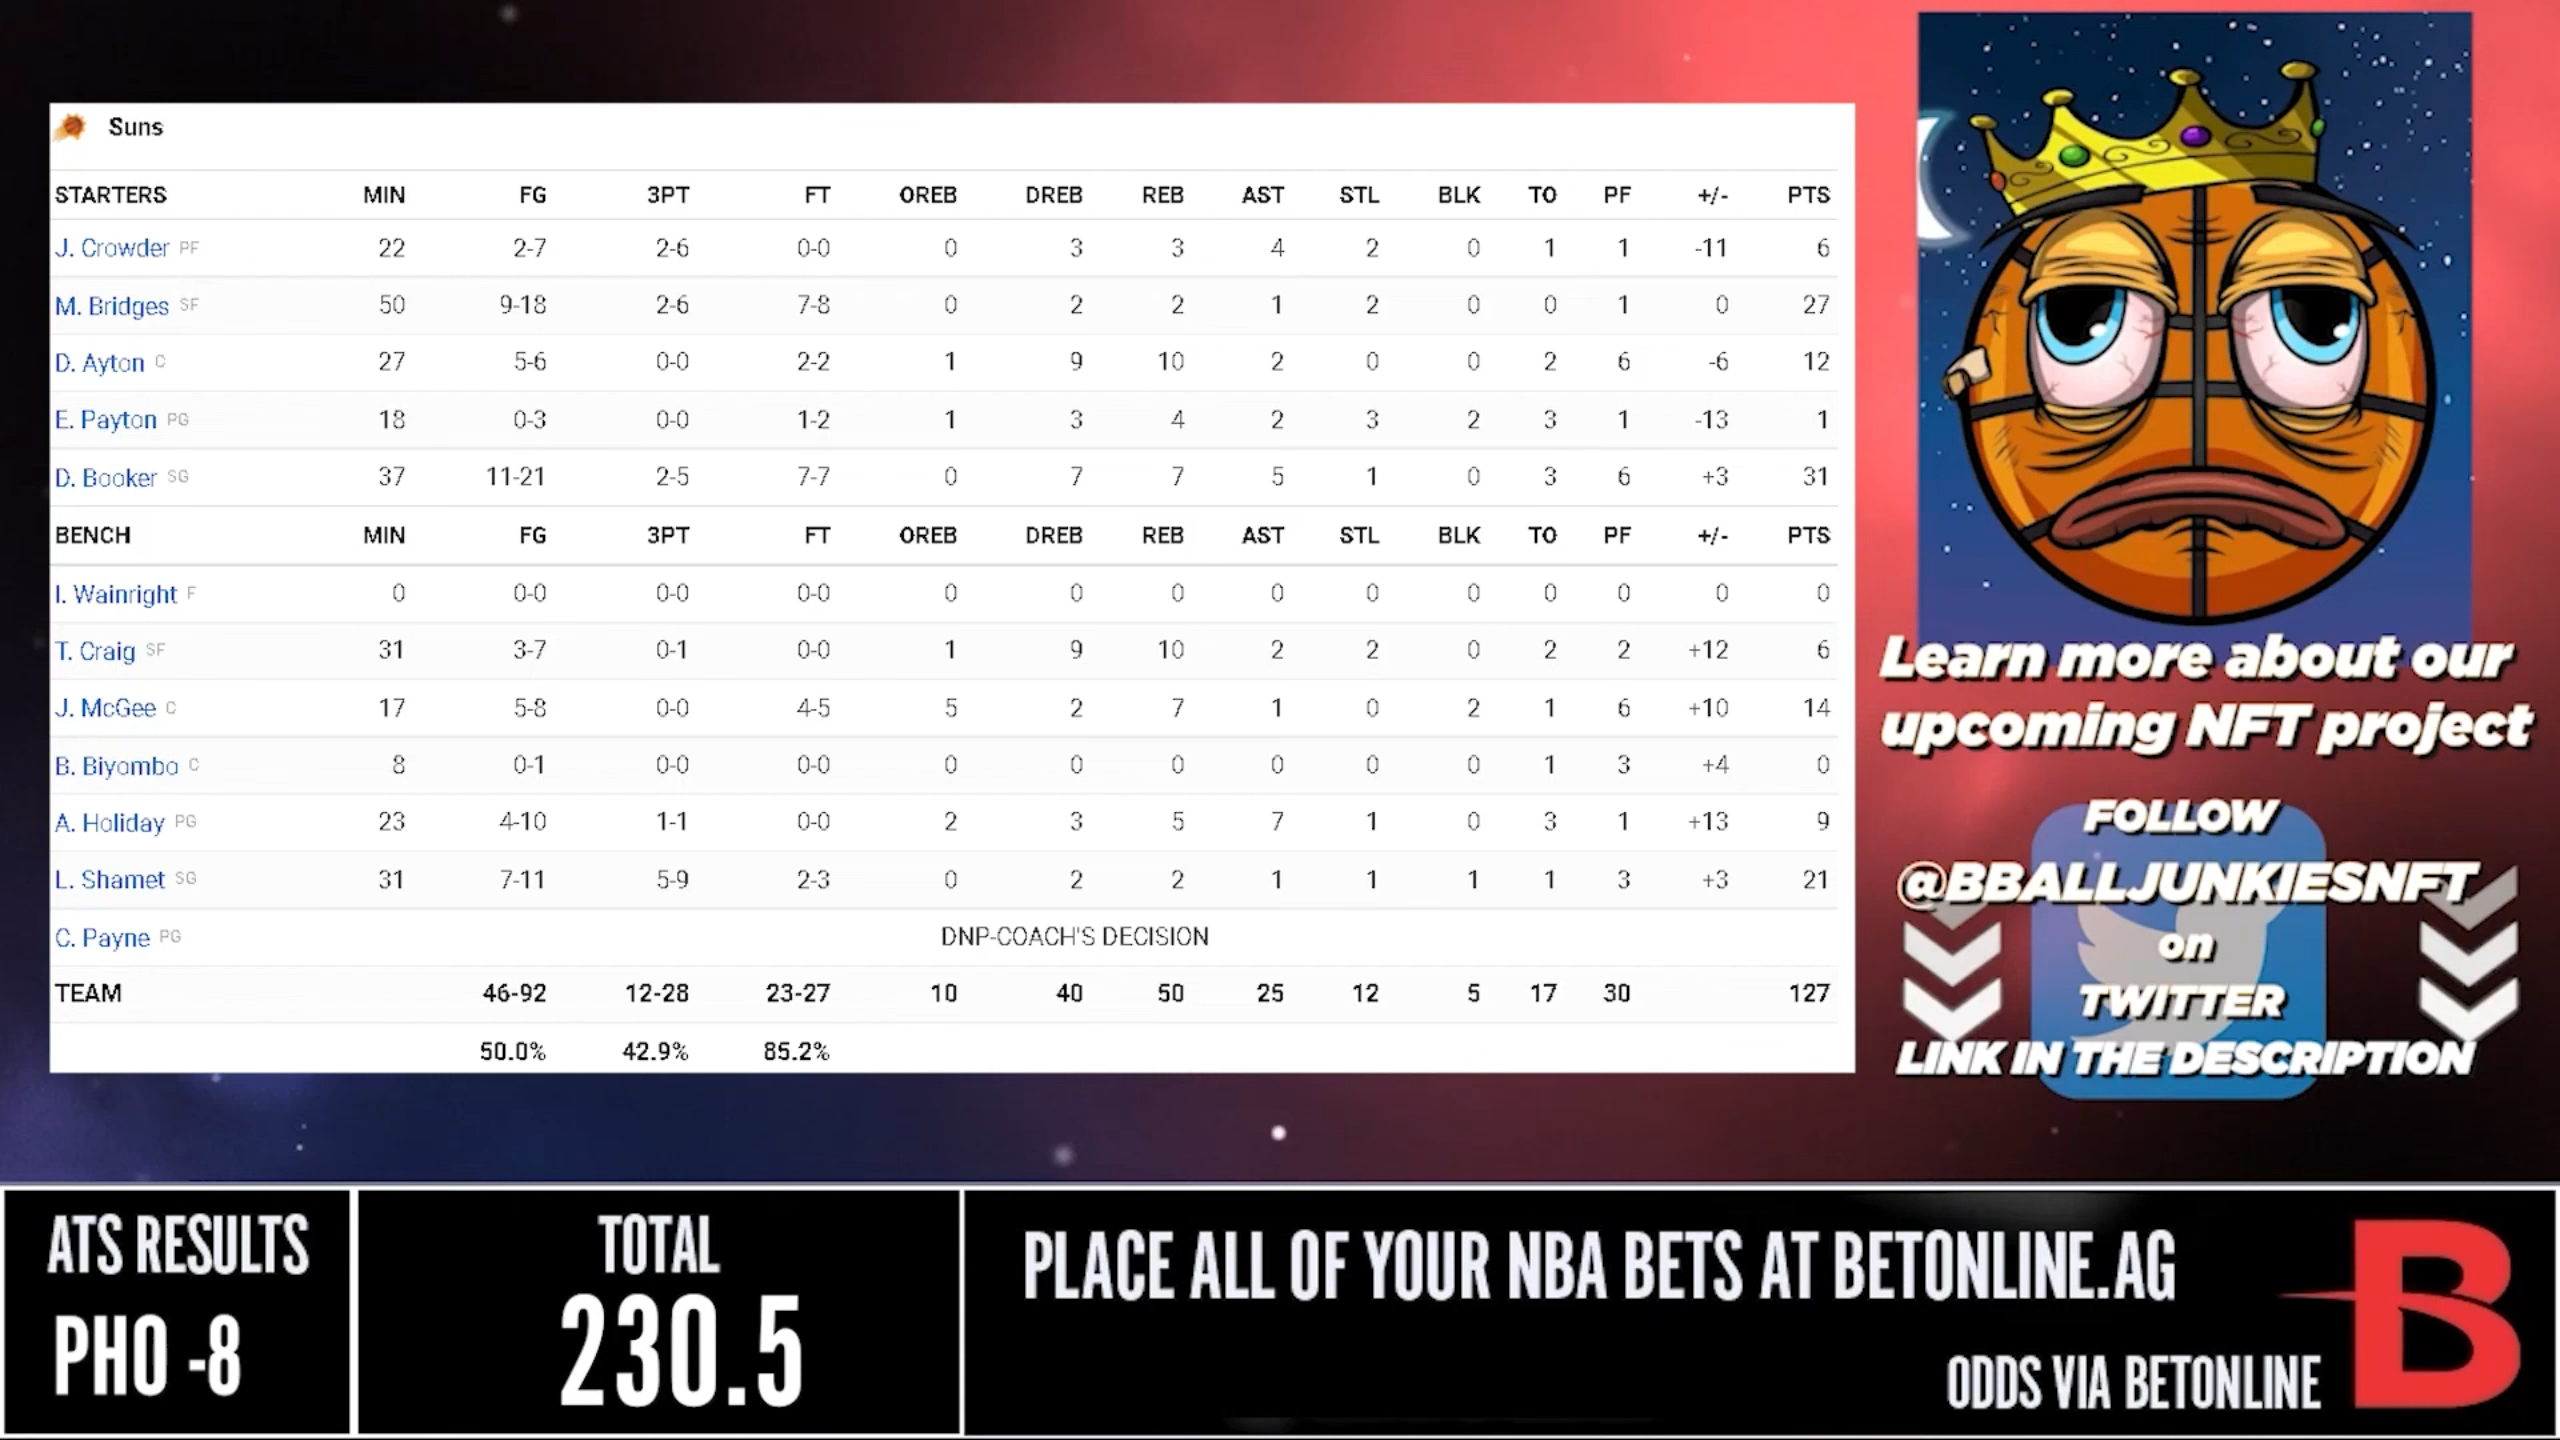 Suns
STARTERS MIN FG 3PT FT OREB DREB REB AST STL BLK TO PF +/- PTS
J. Crowder PF 22 2-7 2-6 0-0 0 3 3 4 2 0 1 1 -11 6
M. Bridges SF 50 9-18 2-6 7-8 0 2 2 1 2 0 0 1 0 27
D. Ayton C 27 5-6 0-0 2-2 1 9 10 2 0 0 2 6 -6 12
E. Payton PG 18 0-3 0-0 1-2 1 3 4 2 3 2 3 1 -13 1
D. Booker SG 37 11-21 2-5 7-7 0 7 7 5 1 0 3 6 +3 31
BENCH MIN FG 3PT FT OREB DREB REB AST STL BLK TO PF +/- PTS
I. Wainright F 0 0-0 0-0 0-0 0 0 0 0 0 0 0 0 0 0
T. Craig SF 31 3-7 0-1 0-0 1 9 10 2 2 0 2 2 +12 6
J. McGee C 17 5-8 0-0 4-5 5 2 7 1 0 2 1 6 +10 14
B. Biyombo C 8 0-1 0-0 0-0 0 0 0 0 0 0 1 3 +4 0
A. Holiday PG 23 4-10 1-1 0-0 2 3 5 7 1 0 3 1 +13 9
L. Shamet SG 31 7-11 5-9 2-3 0 2 2 1 1 1 1 3 +3 21
C. Payne PG DNP-COACH'S DECISION
TEAM 46-92 12-28 23-27 10 40 50 25 12 5 17 30 127
50.0% 42.9% 85.2%
Learn more about our
upcoming NFT project
FOLLOW
@BBALLJUNKIESNFT
on
TWITTER
LINK IN THE DESCRIPTION
ATS RESULTS
PHO -8
TOTAL
230.5
PLACE ALL OF YOUR NBA BETS AT BETONLINE.AG
ODDS VIA BETONLINE
B